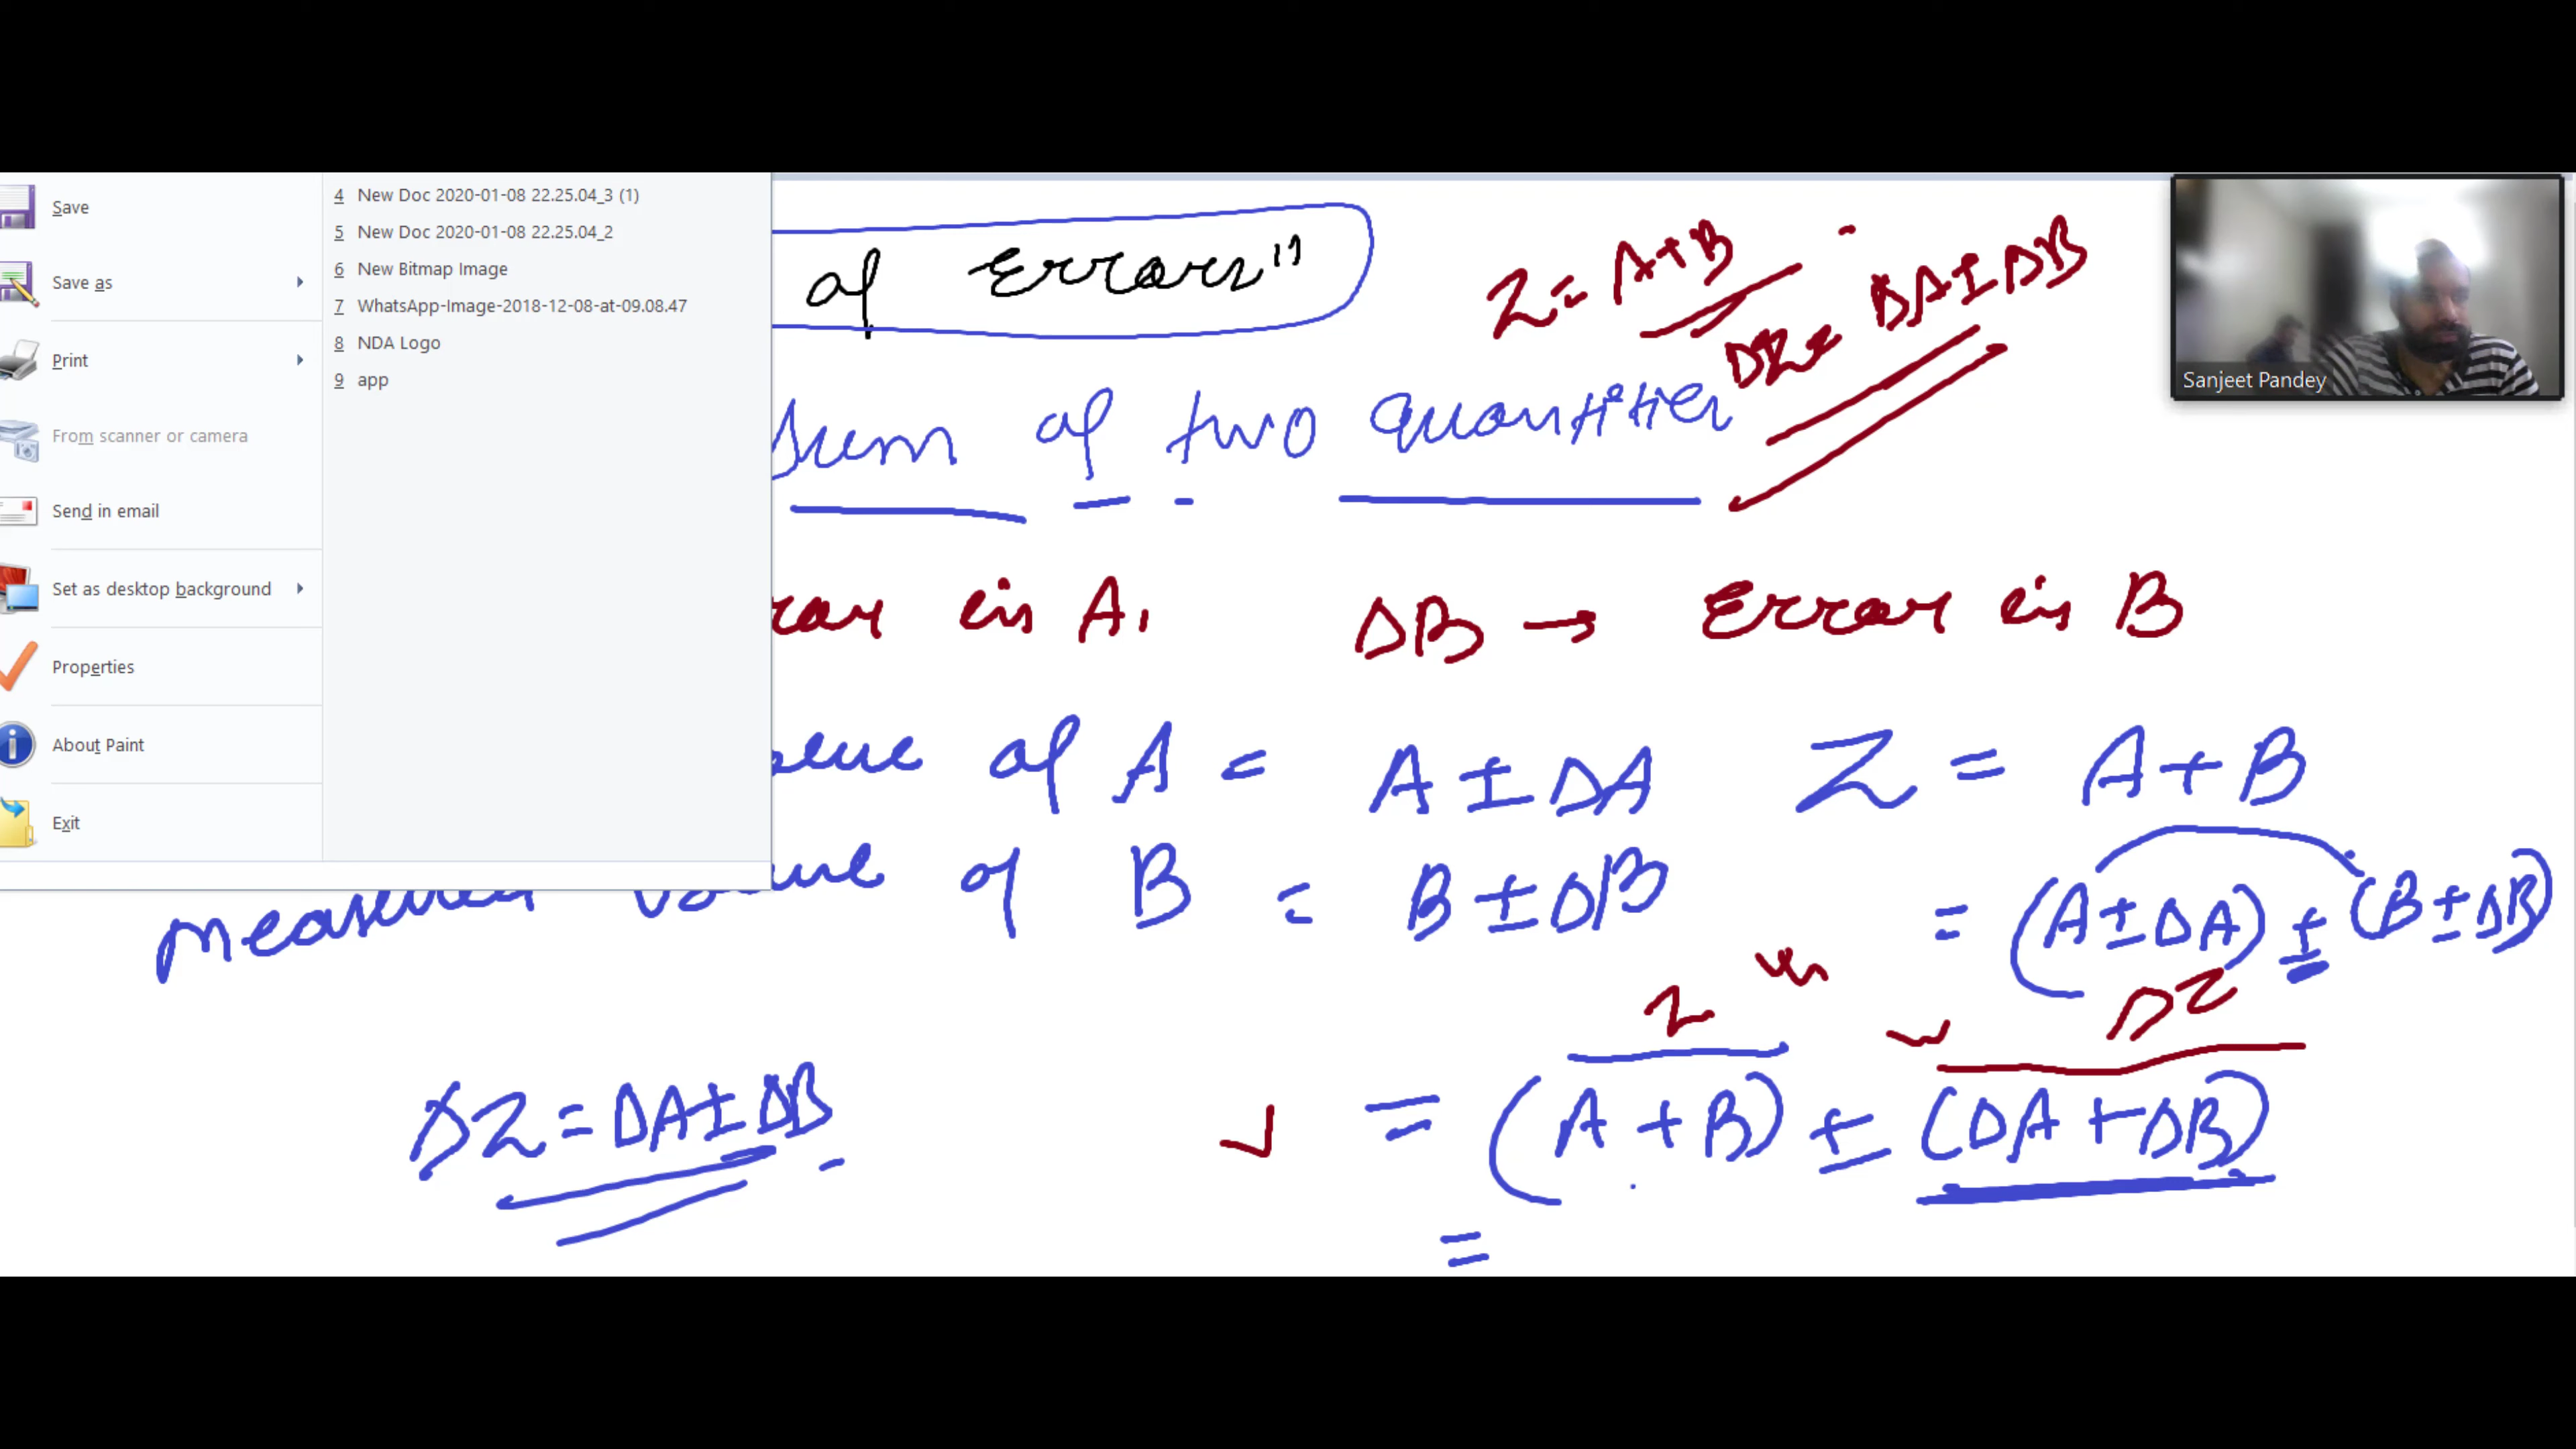 Save
Save as
Print
From scanner or camera
Send in email
Set as desktop background
Properties
About Paint
Exit
4 New Doc 2020-01-08 22.25.04_3 (1)
5 New Doc 2020-01-08 22.25.04_2
6 New Bitmap Image
7 WhatsApp-Image-2018-12-08-at-09.08.47
8 NDA Logo
9 app
of Errors"
Z = A+B
ΔZ = ΔA ± ΔB
Sanjeet Pandey
Sum of two quantities
in A, ΔB → Error in B
of A = A ± ΔA
Z = A + B
measured of B = B ± ΔB
= (A ± ΔA) ± (B ± ΔB)
Z ΔZ
= (A + B) ± (ΔA + ΔB)
ΔZ = ΔA ± ΔB
=